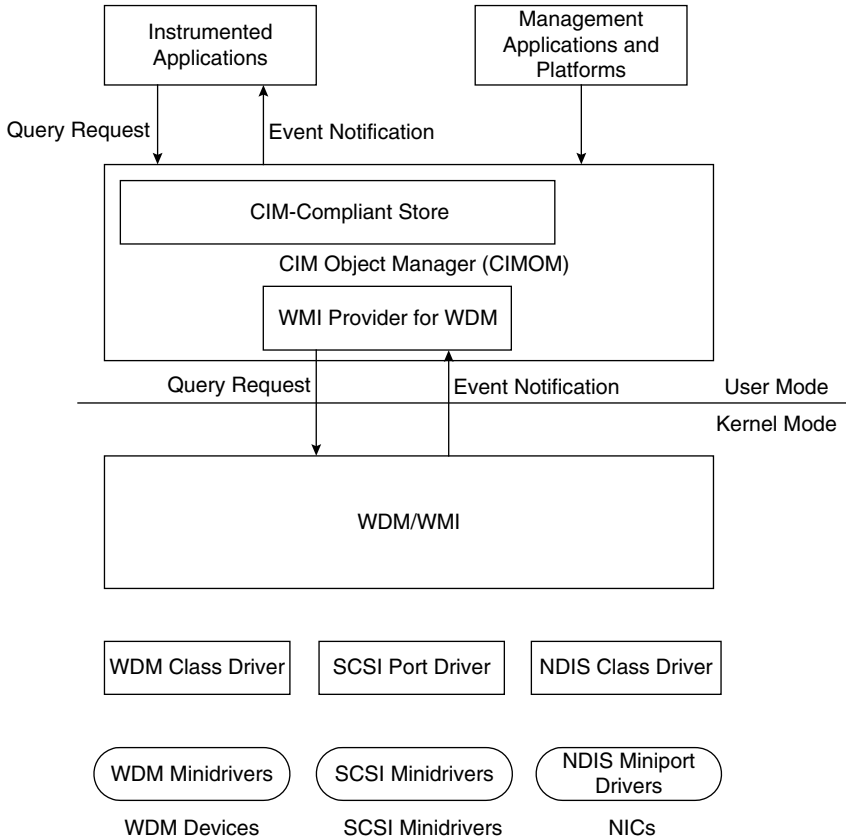 Instrumented
Applications
Management
Applications and
Platforms
Query Request
Event Notification
CIM-Compliant Store
CIM Object Manager (CIMOM)
WMI Provider for WDM
Query Request
Event Notification
User Mode
Kernel Mode
WDM/WMI
WDM Class Driver
SCSI Port Driver
NDIS Class Driver
WDM Minidrivers
SCSI Minidrivers
NDIS Miniport
Drivers
WDM Devices
SCSI Minidrivers
NICs